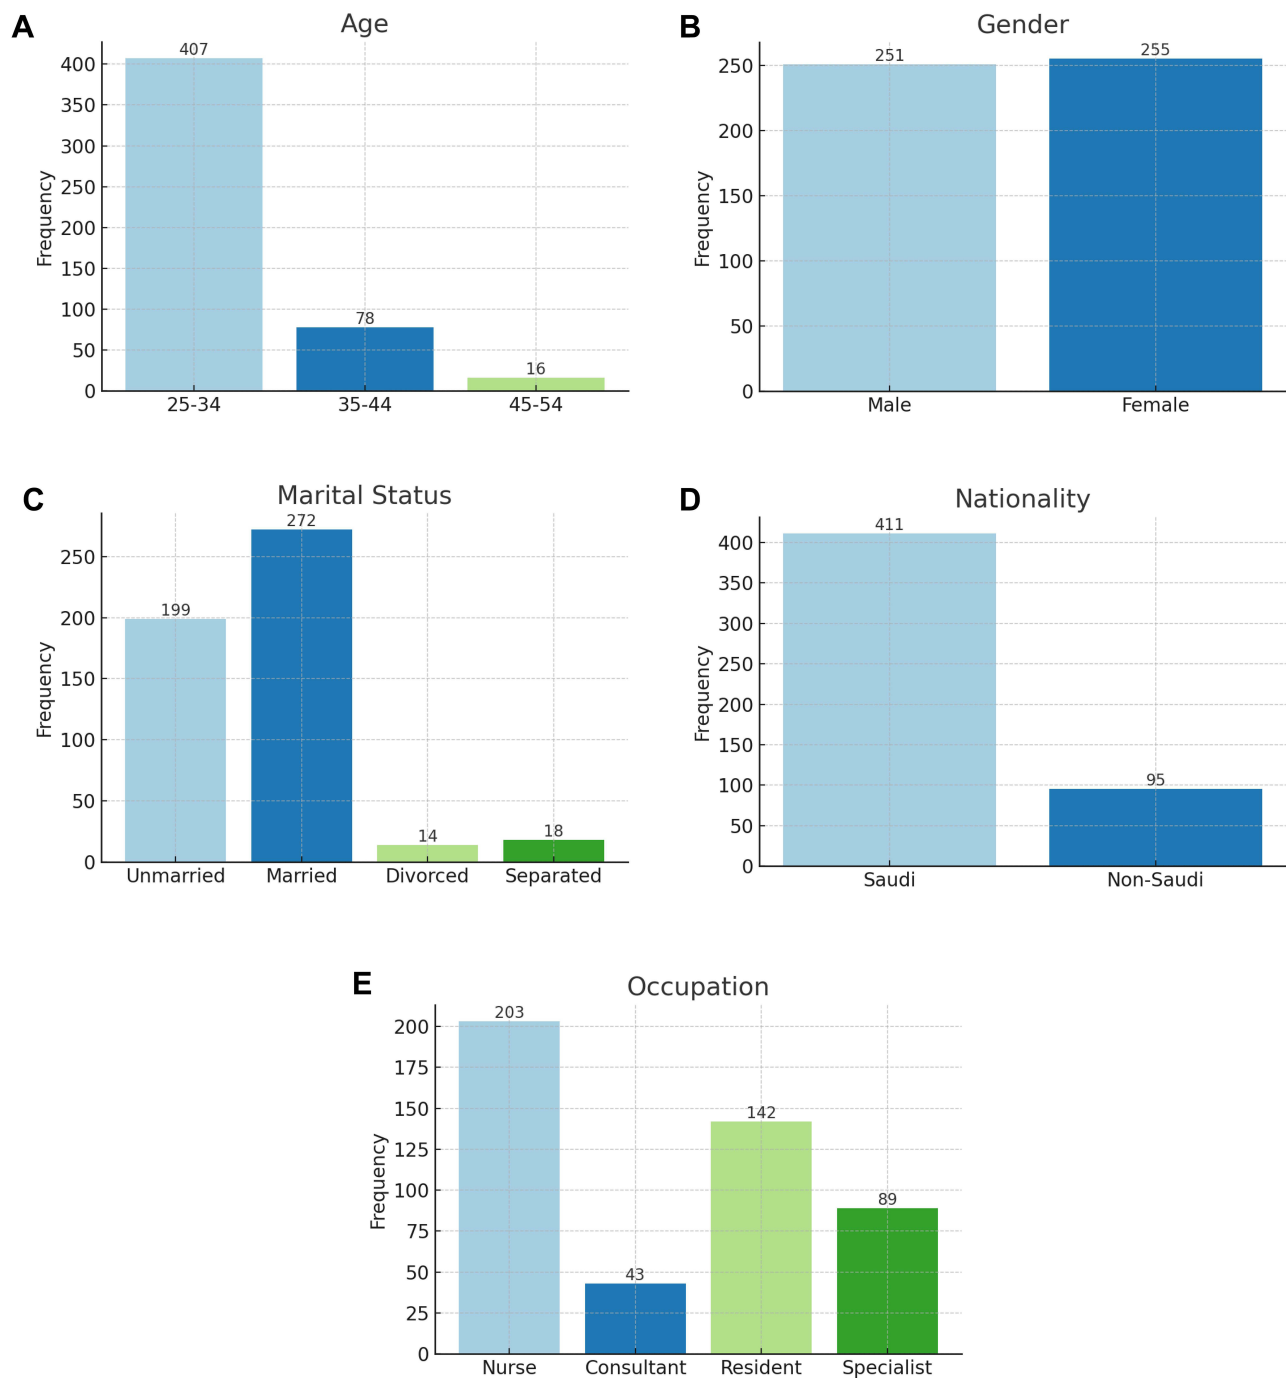 A
Age
Frequency
400
350
300
250
200
150
100
50
0
407
78
16
25-34 35-44 45-54
B
Gender
Frequency
250
200
150
100
50
0
251
255
Male Female
C
Marital Status
Frequency
250
200
150
100
50
0
199
272
14
18
Unmarried Married Divorced Separated
D
Nationality
Frequency
400
350
300
250
200
150
100
50
0
411
95
Saudi Non-Saudi
E
Occupation
Frequency
200
175
150
125
100
75
50
25
0
203
43
142
89
Nurse Consultant Resident Specialist